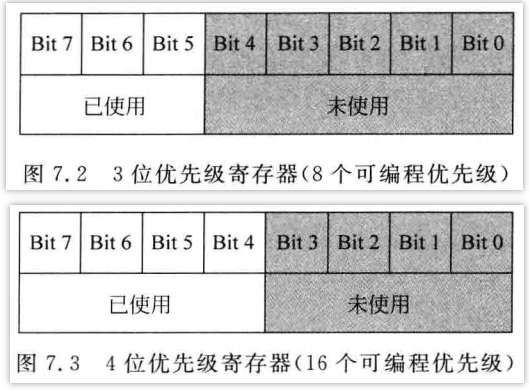 Bit 7 Bit 6 Bit 5 Bit 4 Bit 3 Bit 2 Bit 1 Bit 0
已使用 未使用
图 7.2 3 位优先级寄存器(8 个可编程优先级)
Bit 7 Bit 6 Bit 5 Bit 4 Bit 3 Bit 2 Bit 1 Bit 0
已使用 未使用
图 7.3 4 位优先级寄存器(16 个可编程优先级)